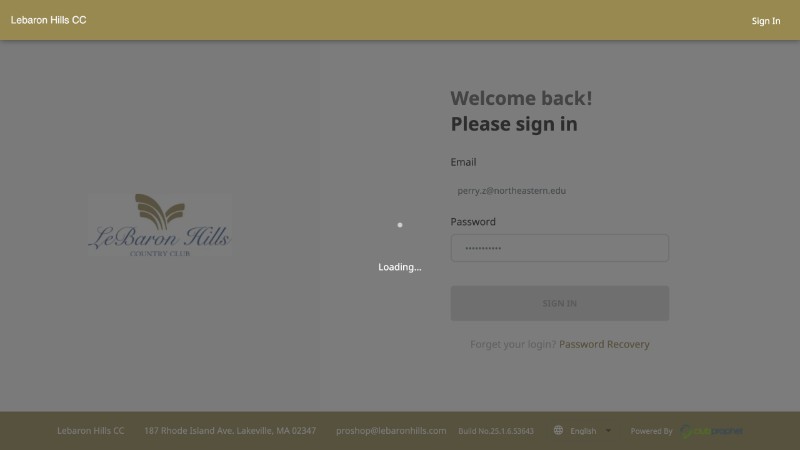 Lebaron Hills CC
Sign In
Welcome back!
Please sign in
Email
perry.z@northeastern.edu
Password
•••••••••••
LeBaron Hills
COUNTRY CLUB
Loading...
SIGN IN
Forget your login? Password Recovery
Lebaron Hills CC 187 Rhode Island Ave, Lakeville, MA 02347 proshop@lebaronhills.com Build No.25.1.6.53643 English Powered By clubprophet